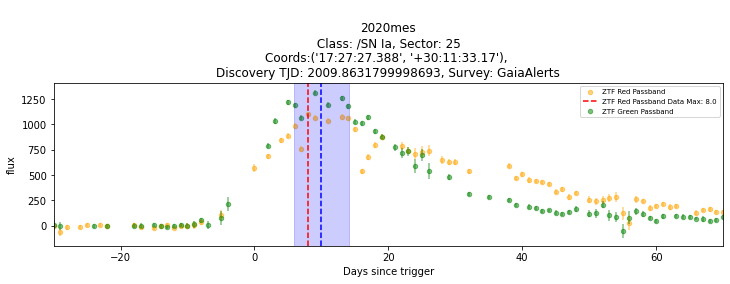 2020mes
Class: /SN Ia, Sector: 25
Coords:('17:27:27.388', '+30:11:33.17'),
Discovery TJD: 2009.8631799998693, Survey: GaiaAlerts
ZTF Red Passband
ZTF Red Passband Data Max: 8.0
ZTF Green Passband
flux
1250
1000
750
500
250
0
−20 0 20 40 60
Days since trigger